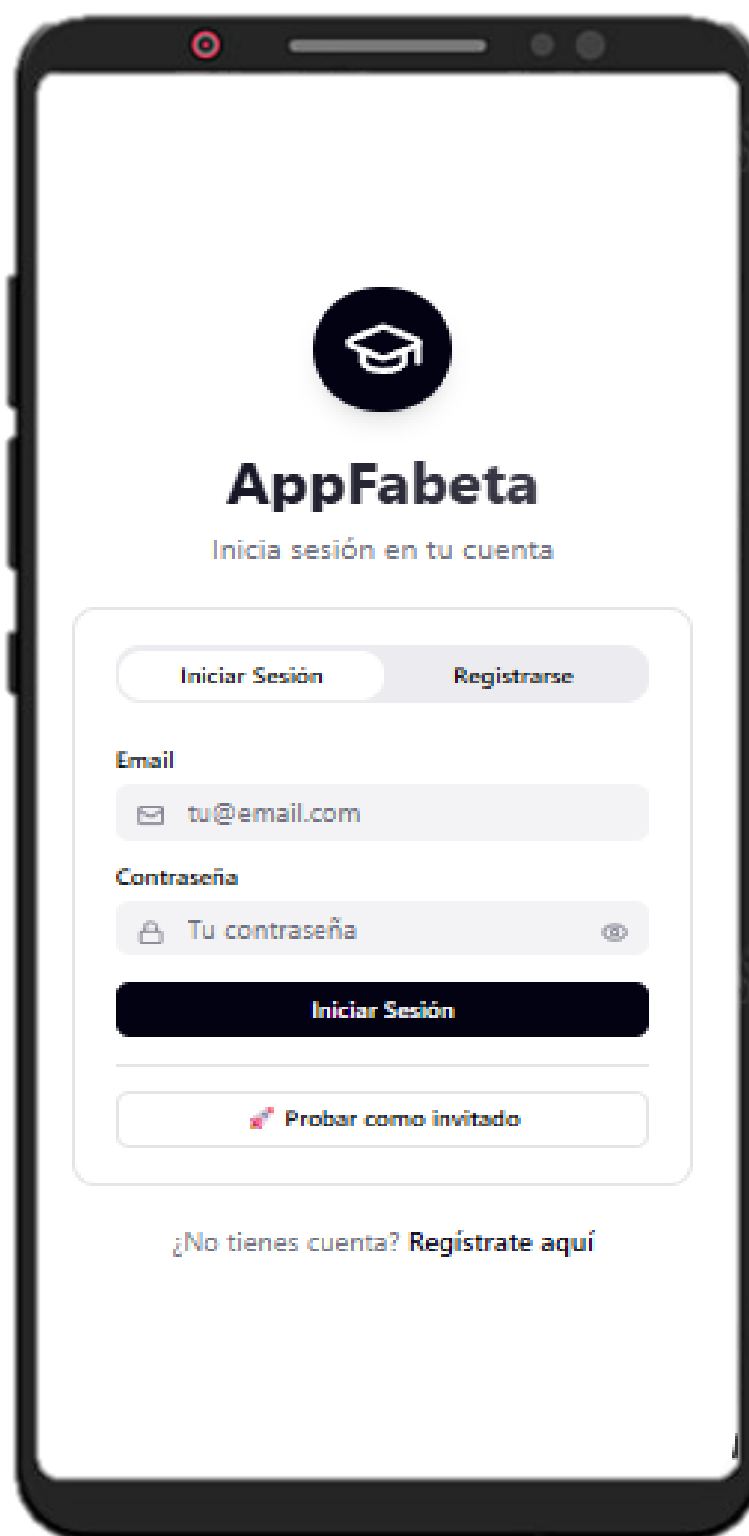 AppFabeta
Inicia sesión en tu cuenta
Iniciar Sesión Registrarse
Email
tu@email.com
Contraseña
Tu contraseña
Iniciar Sesión
🚀 Probar como invitado
¿No tienes cuenta? Regístrate aquí